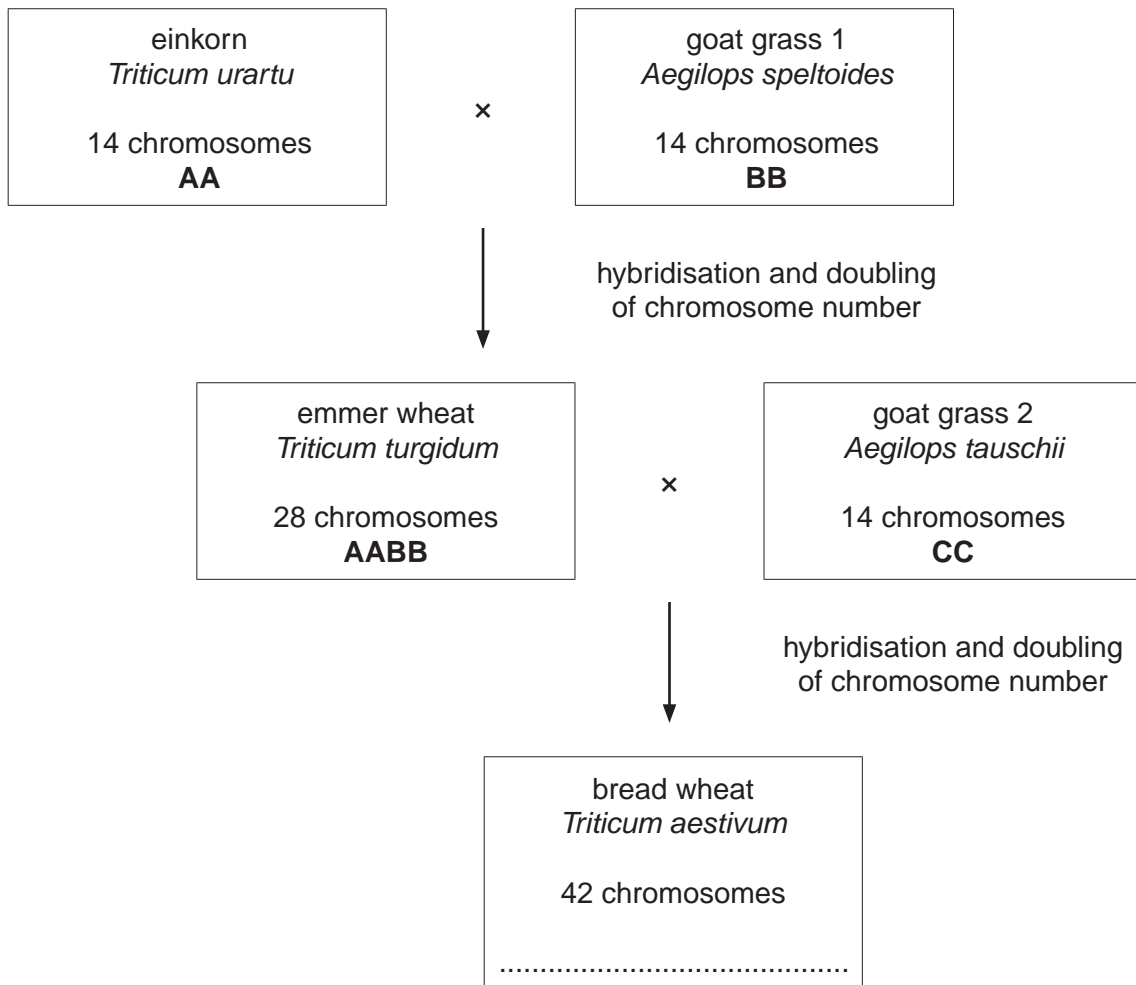 einkorn
Triticum urartu
14 chromosomes
AA
×
goat grass 1
Aegilops speltoides
14 chromosomes
BB
hybridisation and doubling
of chromosome number
emmer wheat
Triticum turgidum
28 chromosomes
AABB
×
goat grass 2
Aegilops tauschii
14 chromosomes
CC
hybridisation and doubling
of chromosome number
bread wheat
Triticum aestivum
42 chromosomes
...........................................